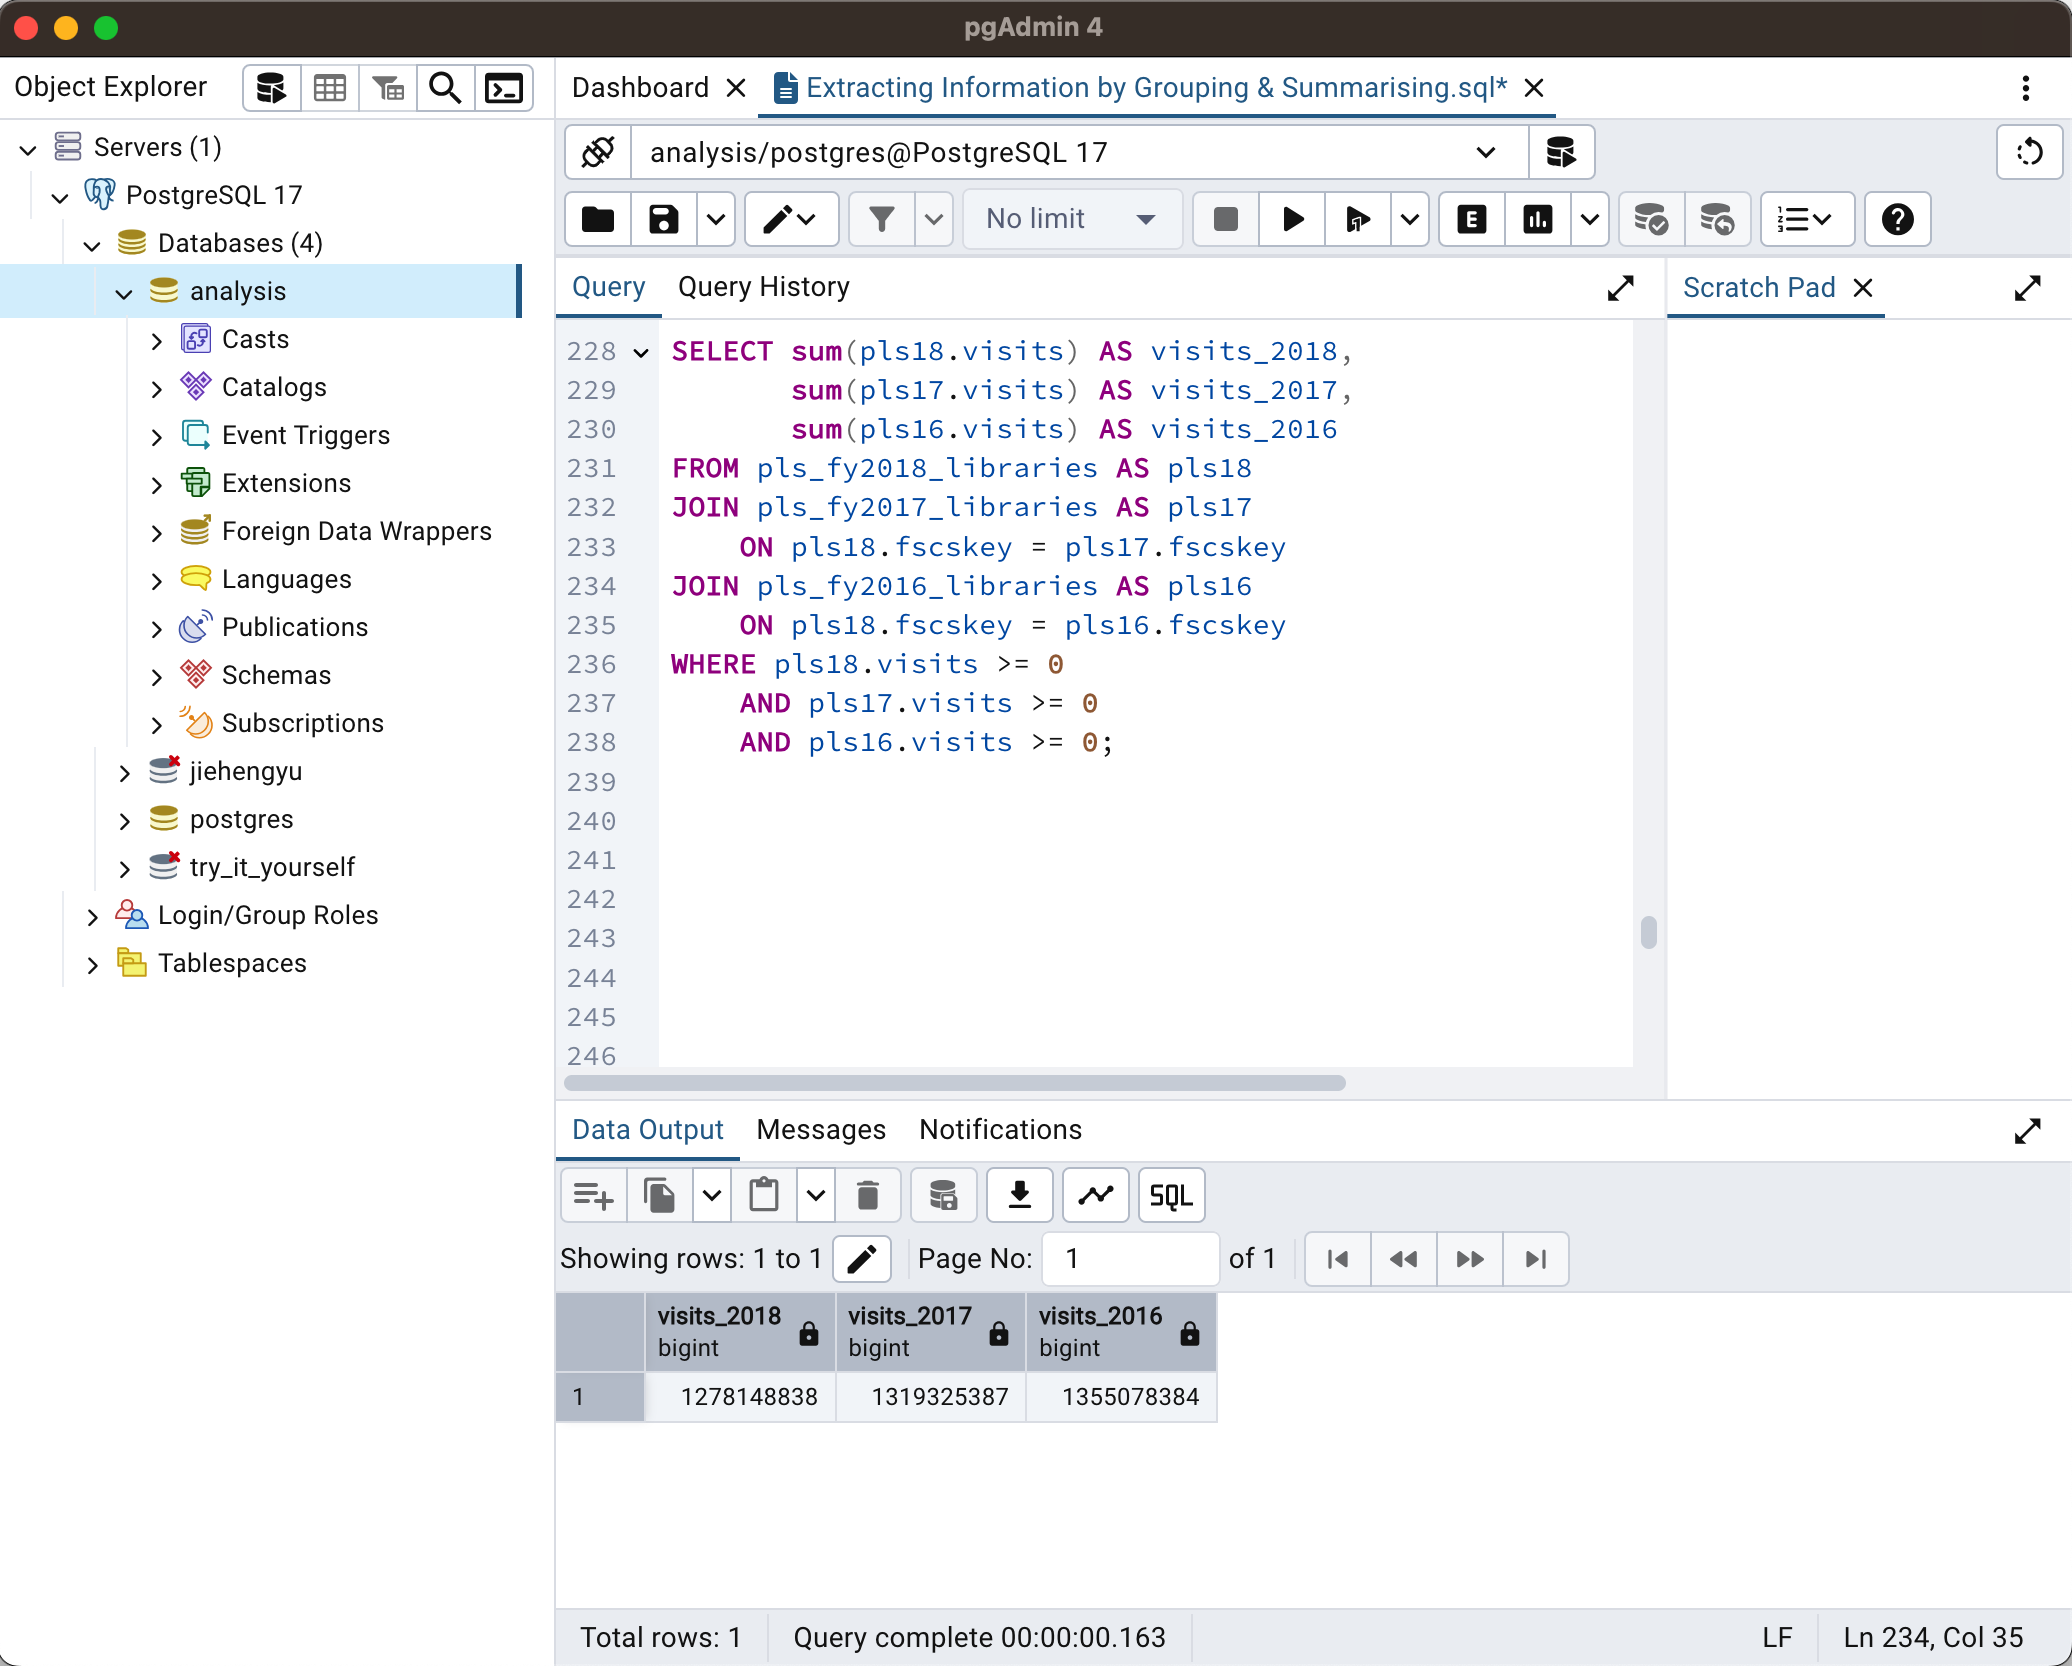 pgAdmin 4
Object Explorer
Servers (1)
PostgreSQL 17
Databases (4)
analysis
Casts
Catalogs
Event Triggers
Extensions
Foreign Data Wrappers
Languages
Publications
Schemas
Subscriptions
jiehengyu
postgres
try_it_yourself
Login/Group Roles
Tablespaces
Dashboard
Extracting Information by Grouping & Summarising.sql*
analysis/postgres@PostgreSQL 17
No limit
E
Query Query History
Scratch Pad
228 SELECT sum(pls18.visits) AS visits_2018,
229 sum(pls17.visits) AS visits_2017,
230 sum(pls16.visits) AS visits_2016
231 FROM pls_fy2018_libraries AS pls18
232 JOIN pls_fy2017_libraries AS pls17
233 ON pls18.fscskey = pls17.fscskey
234 JOIN pls_fy2016_libraries AS pls16
235 ON pls18.fscskey = pls16.fscskey
236 WHERE pls18.visits >= 0
237 AND pls17.visits >= 0
238 AND pls16.visits >= 0;
239
240
241
242
243
244
245
246
Data Output Messages Notifications
SQL
Showing rows: 1 to 1 Page No: 1 of 1
visits_2018 visits_2017 visits_2016
bigint bigint bigint
1 1278148838 1319325387 1355078384
Total rows: 1 Query complete 00:00:00.163 LF Ln 234, Col 35